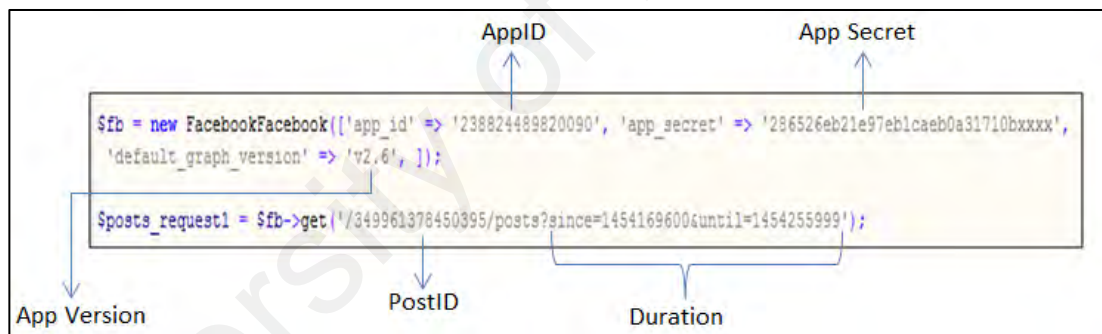 AppID App Secret
$fb = new FacebookFacebook(['app_id' => '238824489820090', 'app_secret' => '286526eb21e97eb1caeb0a31710bxxxx',
'default_graph_version' => 'v2.6', ]);
$posts_request1 = $fb->get('/349961378450395/posts?since=1454169600&until=1454255999');
App Version PostID Duration